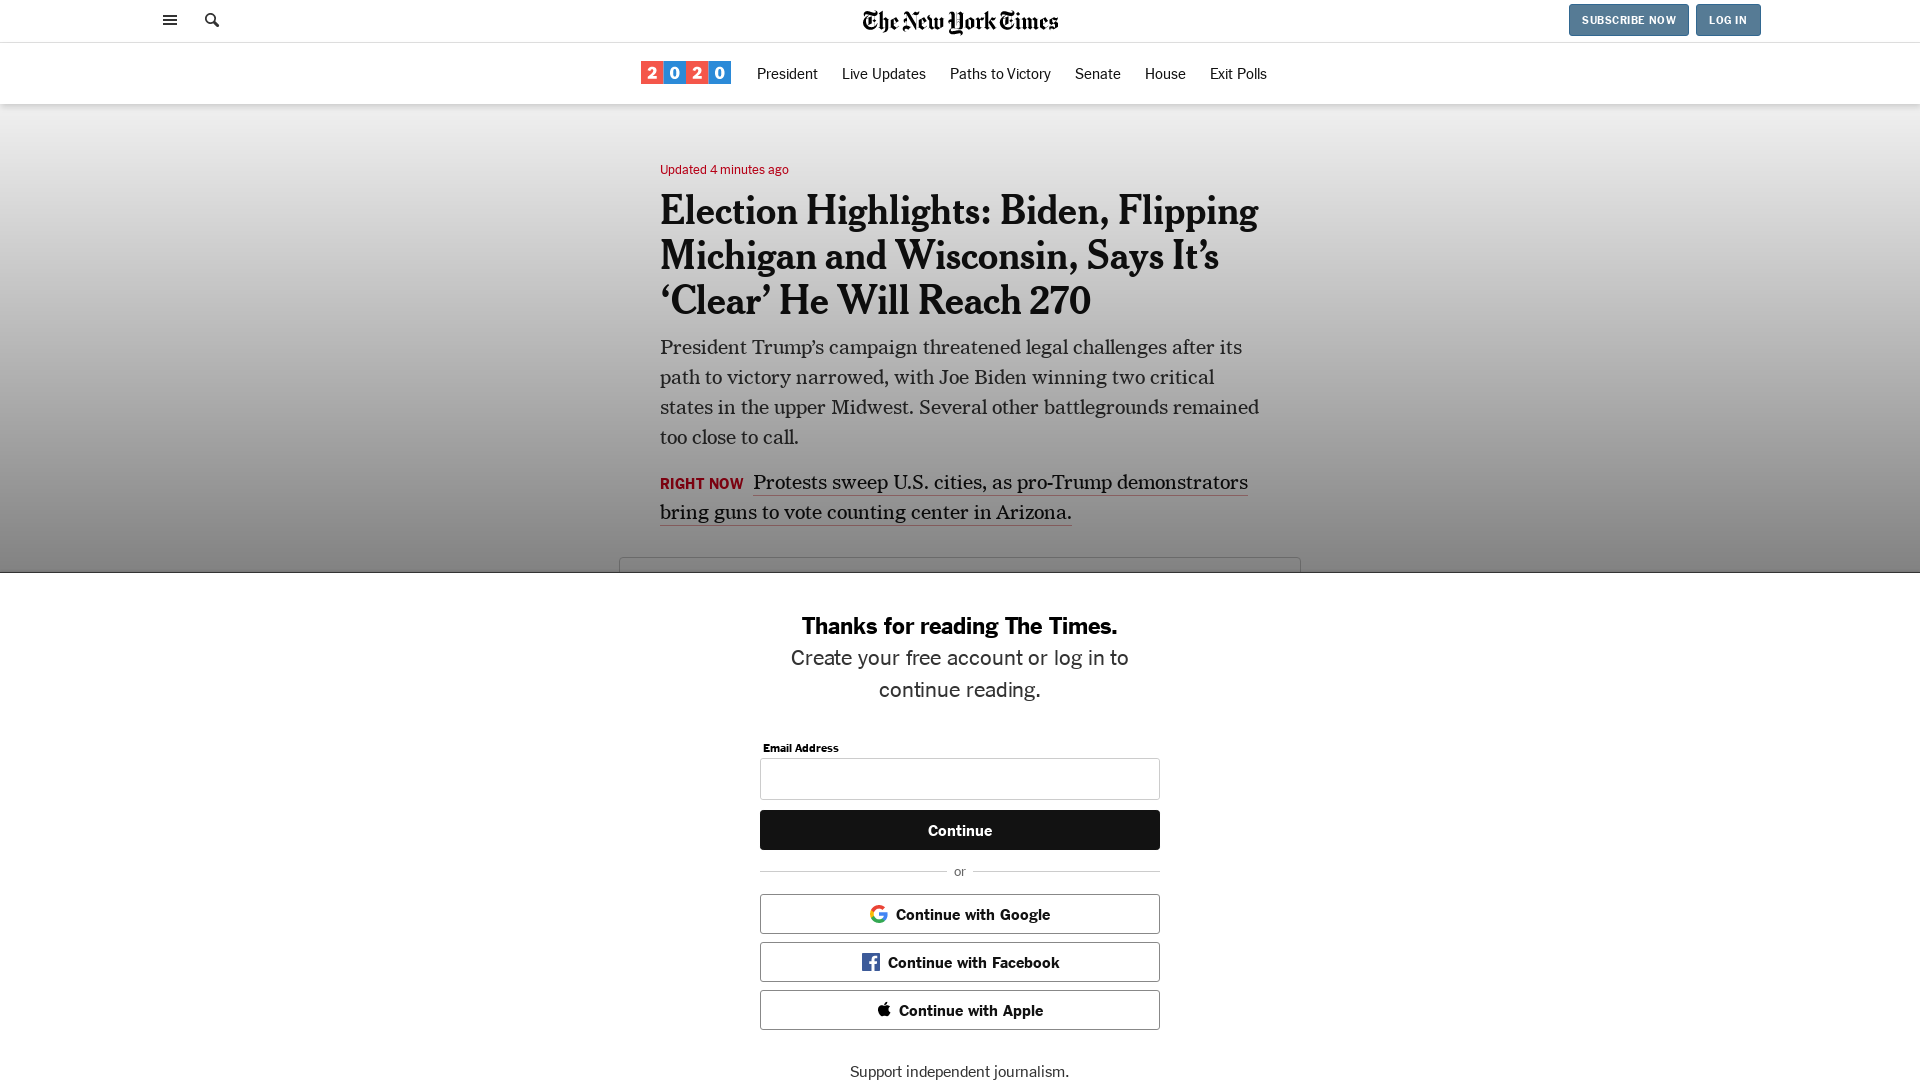 The New York Times
SUBSCRIBE NOW
LOG IN
2020
President
Live Updates
Paths to Victory
Senate
House
Exit Polls
Updated 4 minutes ago
Election Highlights: Biden, Flipping
Michigan and Wisconsin, Says It’s
‘Clear’ He Will Reach 270
President Trump’s campaign threatened legal challenges after its
path to victory narrowed, with Joe Biden winning two critical
states in the upper Midwest. Several other battlegrounds remained
too close to call.
RIGHT NOW Protests sweep U.S. cities, as pro-Trump demonstrators
bring guns to vote counting center in Arizona.
Thanks for reading The Times.
Create your free account or log in to
continue reading.
Email Address
Continue
or
Continue with Google
Continue with Facebook
Continue with Apple
Support independent journalism.